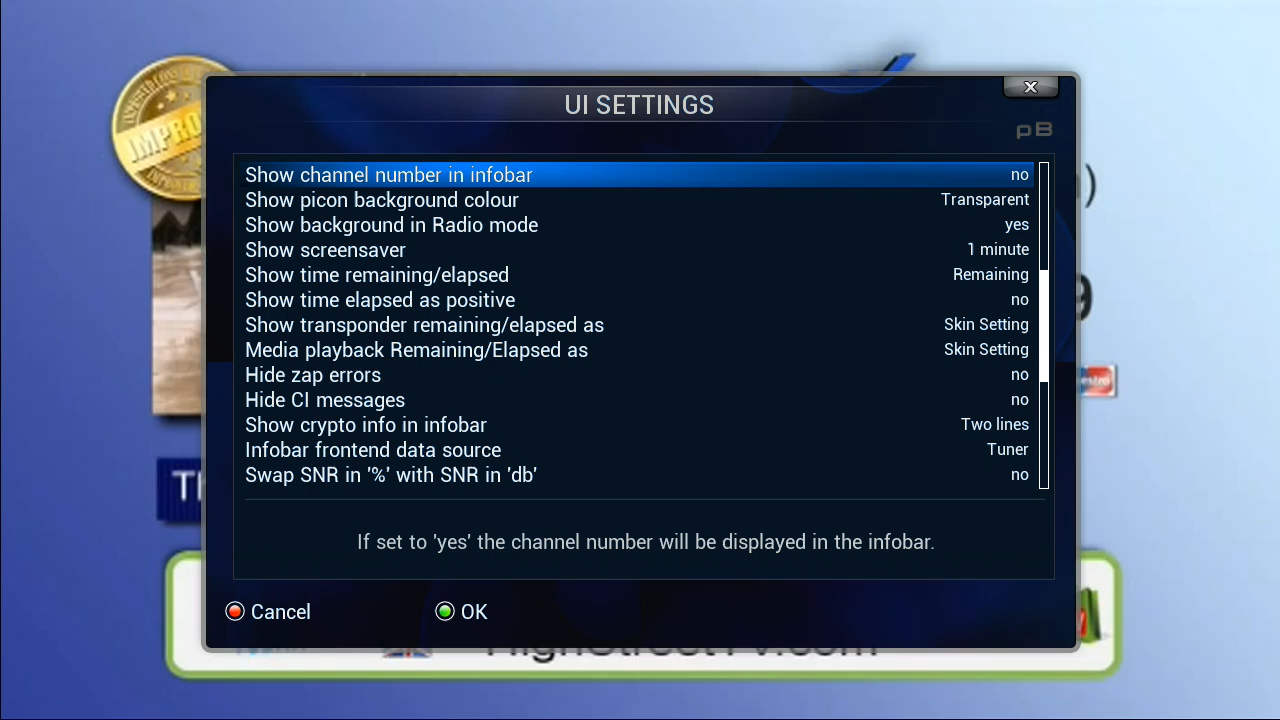 UI SETTINGS
x
pB
Show channel number in infobar no
Show picon background colour Transparent
Show background in Radio mode yes
Show screensaver 1 minute
Show time remaining/elapsed Remaining
Show time elapsed as positive no
Show transponder remaining/elapsed as Skin Setting
Media playback Remaining/Elapsed as Skin Setting
Hide zap errors no
Hide CI messages no
Show crypto info in infobar Two lines
Infobar frontend data source Tuner
Swap SNR in '%' with SNR in 'db' no
If set to 'yes' the channel number will be displayed in the infobar.
Cancel OK